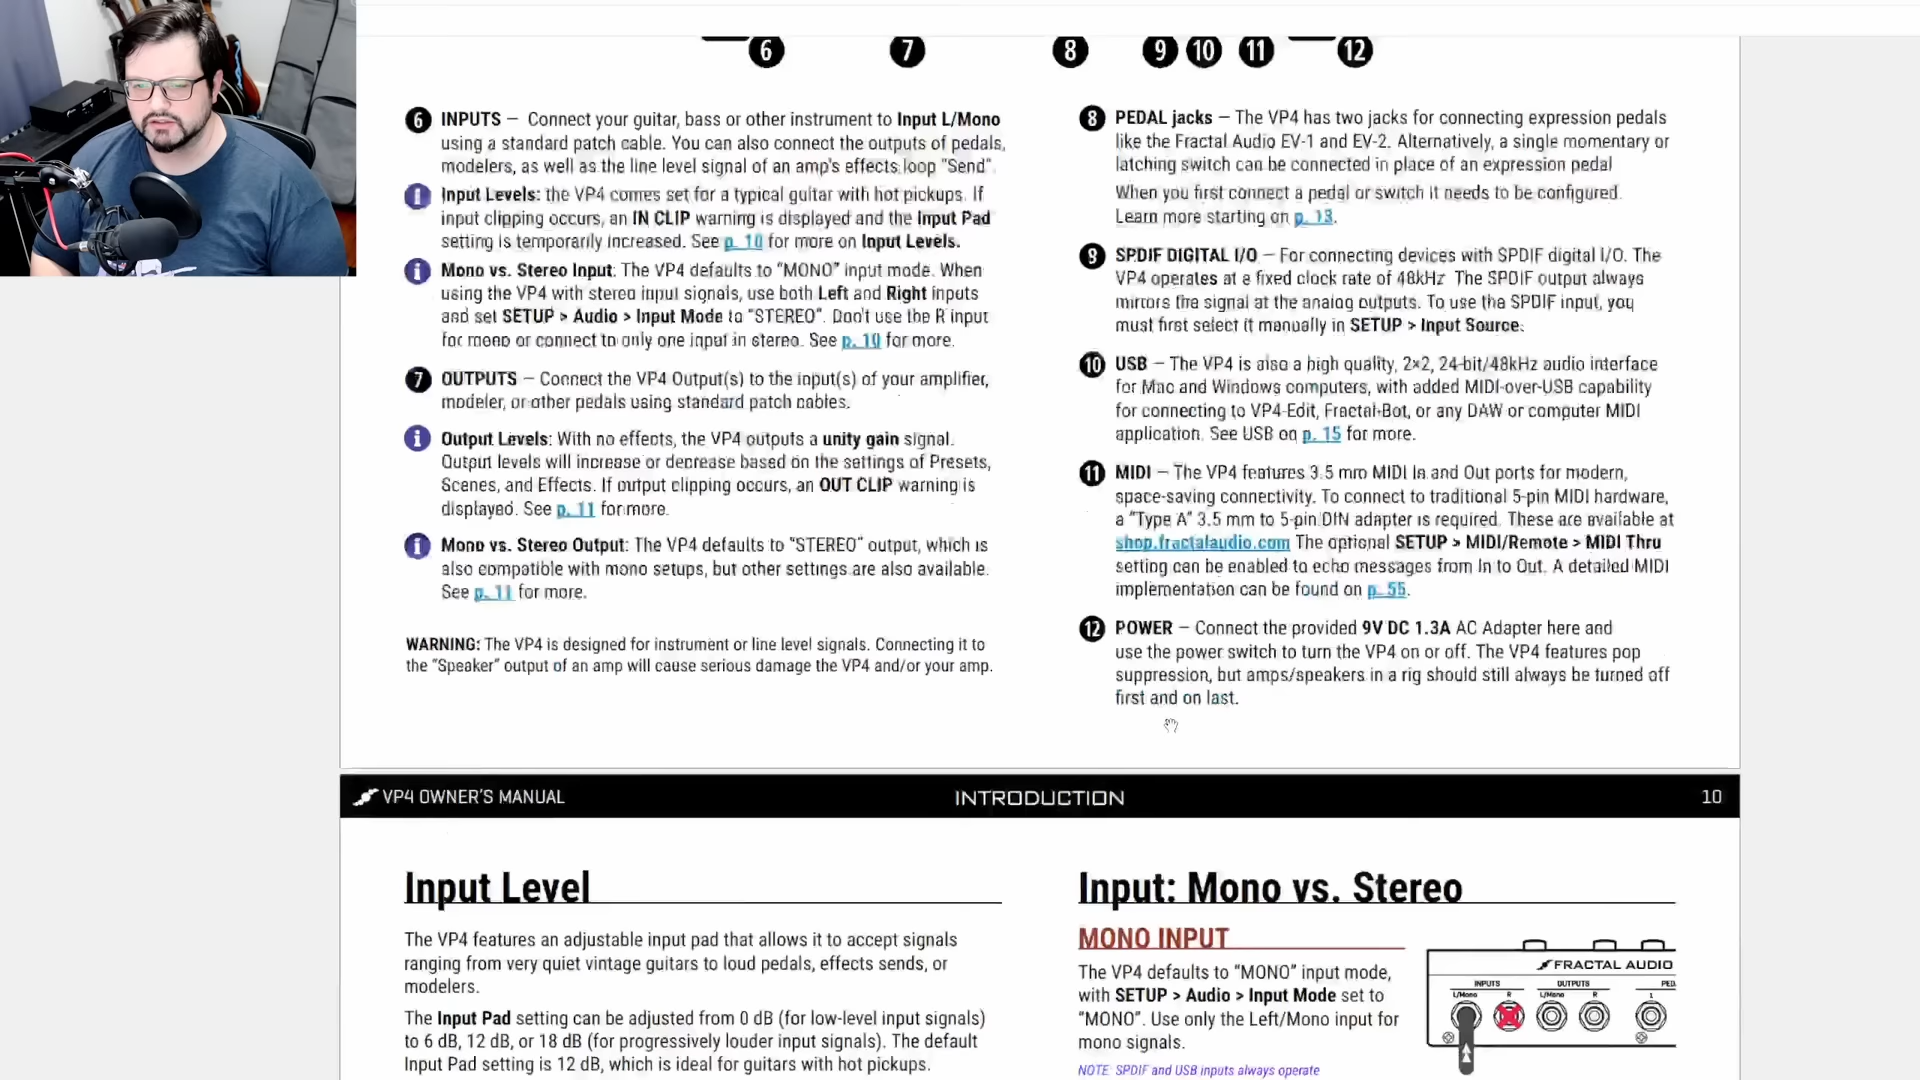 6 7 8 9 10 11 12
6 INPUTS – Connect your guitar, bass or other instrument to Input L/Mono
using a standard patch cable. You can also connect the outputs of pedals,
modelers, as well as the line level signal of an amp's effects loop "Send".
i Input Levels: the VP4 comes set for a typical guitar with hot pickups. If
input clipping occurs, an IN CLIP warning is displayed and the Input Pad
setting is temporarily increased. See p. 10 for more on Input Levels.
i Mono vs. Stereo Input: The VP4 defaults to "MONO" input mode. When
using the VP4 with stereo input signals, use both Left and Right inputs
and set SETUP > Audio > Input Mode to "STEREO". Don't use the R input
for mono or connect to only one input in stereo. See p. 10 for more.
7 OUTPUTS – Connect the VP4 Output(s) to the input(s) of your amplifier,
modeler, or other pedals using standard patch cables.
i Output Levels: With no effects, the VP4 outputs a unity gain signal.
Output levels will increase or decrease based on the settings of Presets,
Scenes, and Effects. If output clipping occurs, an OUT CLIP warning is
displayed. See p. 11 for more.
i Mono vs. Stereo Output: The VP4 defaults to "STEREO" output, which is
also compatible with mono setups, but other settings are also available.
See p. 11 for more.
WARNING: The VP4 is designed for instrument or line level signals. Connecting it to
the "Speaker" output of an amp will cause serious damage the VP4 and/or your amp.
8 PEDAL jacks – The VP4 has two jacks for connecting expression pedals
like the Fractal Audio EV-1 and EV-2. Alternatively, a single momentary or
latching switch can be connected in place of an expression pedal
When you first connect a pedal or switch it needs to be configured.
Learn more starting on p. 13.
9 SPDIF DIGITAL I/O – For connecting devices with SPDIF digital I/O. The
VP4 operates at a fixed clock rate of 48kHz The SPDIF output always
mirrors the signal at the analog outputs. To use the SPDIF input, you
must first select it manually in SETUP > Input Source.
10 USB – The VP4 is also a high quality, 2×2, 24-bit/48kHz audio interface
for Mac and Windows computers, with added MIDI-over-USB capability
for connecting to VP4-Edit, Fractal-Bot, or any DAW or computer MIDI
application. See USB on p. 15 for more.
11 MIDI – The VP4 features 3.5 mm MIDI In and Out ports for modern,
space-saving connectivity. To connect to traditional 5-pin MIDI hardware,
a "Type A" 3.5 mm to 5-pin DIN adapter is required. These are available at
shop.fractalaudio.com The optional SETUP > MIDI/Remote > MIDI Thru
setting can be enabled to echo messages from In to Out. A detailed MIDI
implementation can be found on p. 55.
12 POWER – Connect the provided 9V DC 1.3A AC Adapter here and
use the power switch to turn the VP4 on or off. The VP4 features pop
suppression, but amps/speakers in a rig should still always be turned off
first and on last.
VP4 OWNER'S MANUAL INTRODUCTION 10
Input Level
The VP4 features an adjustable input pad that allows it to accept signals
ranging from very quiet vintage guitars to loud pedals, effects sends, or
modelers.
The Input Pad setting can be adjusted from 0 dB (for low-level input signals)
to 6 dB, 12 dB, or 18 dB (for progressively louder input signals). The default
Input Pad setting is 12 dB, which is ideal for guitars with hot pickups.
Input: Mono vs. Stereo
MONO INPUT
The VP4 defaults to "MONO" input mode,
with SETUP > Audio > Input Mode set to
"MONO". Use only the Left/Mono input for
mono signals.
NOTE: SPDIF and USB inputs always operate
FRACTAL AUDIO
INPUTS OUTPUTS PED
L/Mono R L/Mono R 1